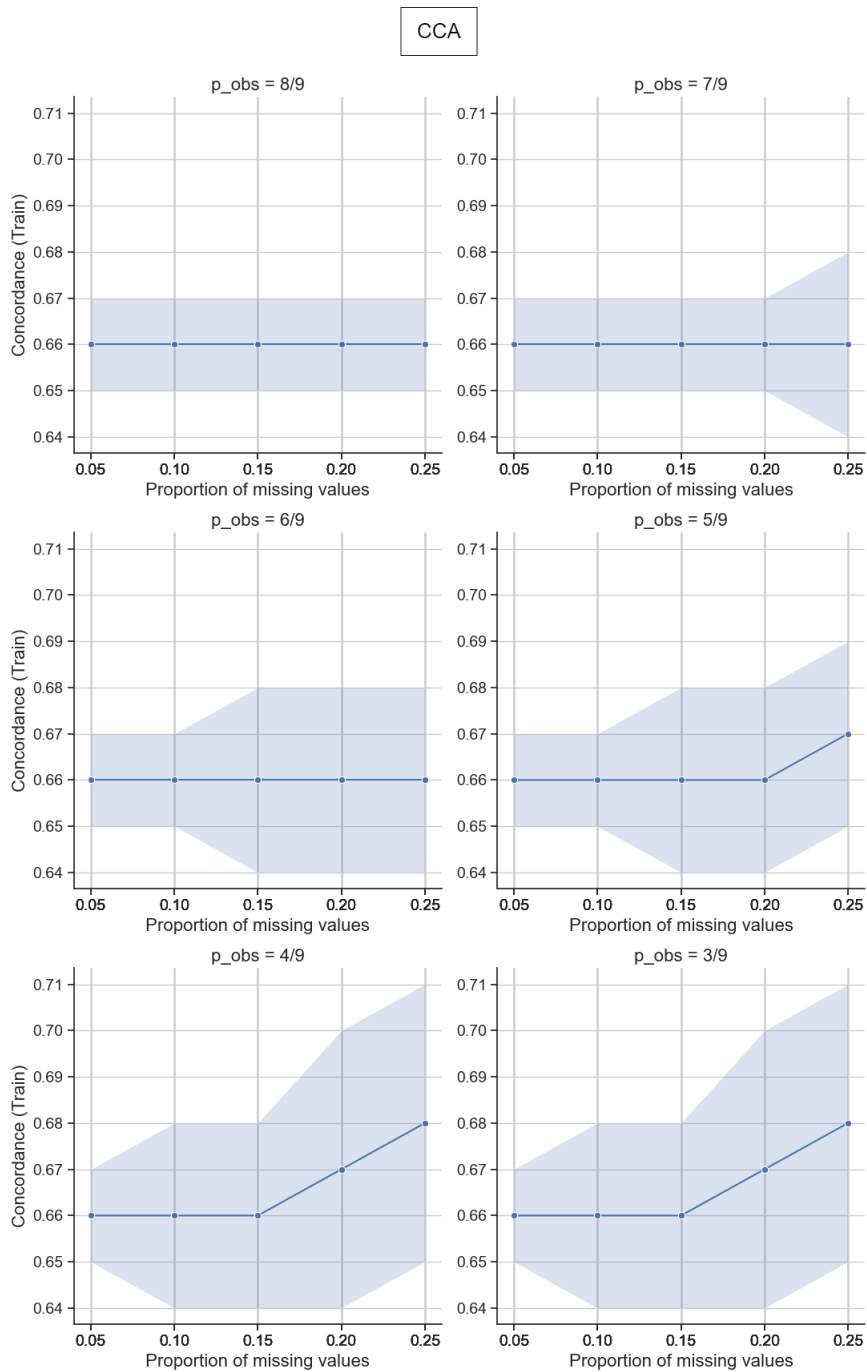 CCA
p_obs = 8/9
0.71
0.70
0.69
0.68
0.67
0.66
0.65
0.64
Concordance (Train)
0.05 0.10 0.15 0.20 0.25
Proportion of missing values
p_obs = 7/9
0.71
0.70
0.69
0.68
0.67
0.66
0.65
0.64
0.05 0.10 0.15 0.20 0.25
Proportion of missing values
p_obs = 6/9
0.71
0.70
0.69
0.68
0.67
0.66
0.65
0.64
Concordance (Train)
0.05 0.10 0.15 0.20 0.25
Proportion of missing values
p_obs = 5/9
0.71
0.70
0.69
0.68
0.67
0.66
0.65
0.64
0.05 0.10 0.15 0.20 0.25
Proportion of missing values
p_obs = 4/9
0.71
0.70
0.69
0.68
0.67
0.66
0.65
0.64
Concordance (Train)
0.05 0.10 0.15 0.20 0.25
Proportion of missing values
p_obs = 3/9
0.71
0.70
0.69
0.68
0.67
0.66
0.65
0.64
0.05 0.10 0.15 0.20 0.25
Proportion of missing values